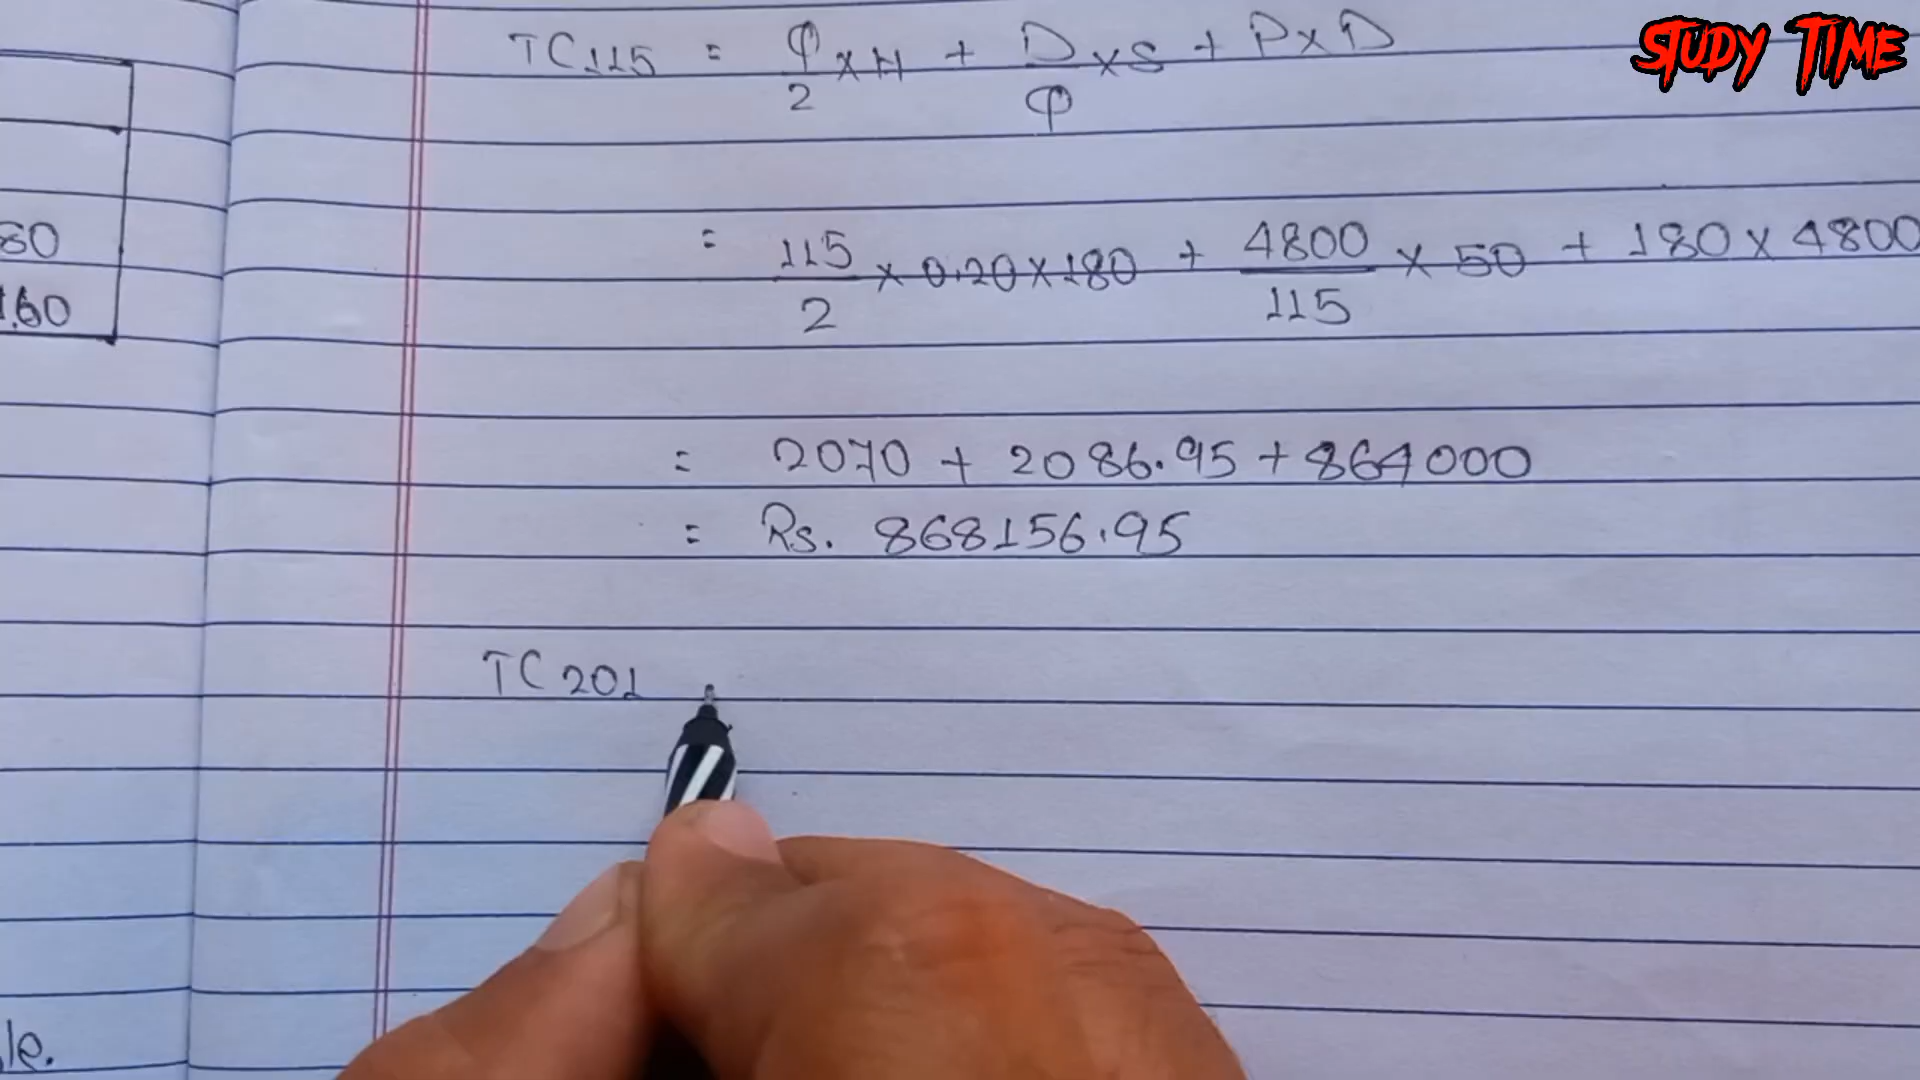 STUDY TIME
TC115 = Q/2 x H + D/Q x S + P x D
80
160
= 115/2 x 0.20 x 180 + 4800/115 x 50 + 180 x 4800
= 2070 + 2086.95 + 864000
= Rs. 868156.95
TC201
le.